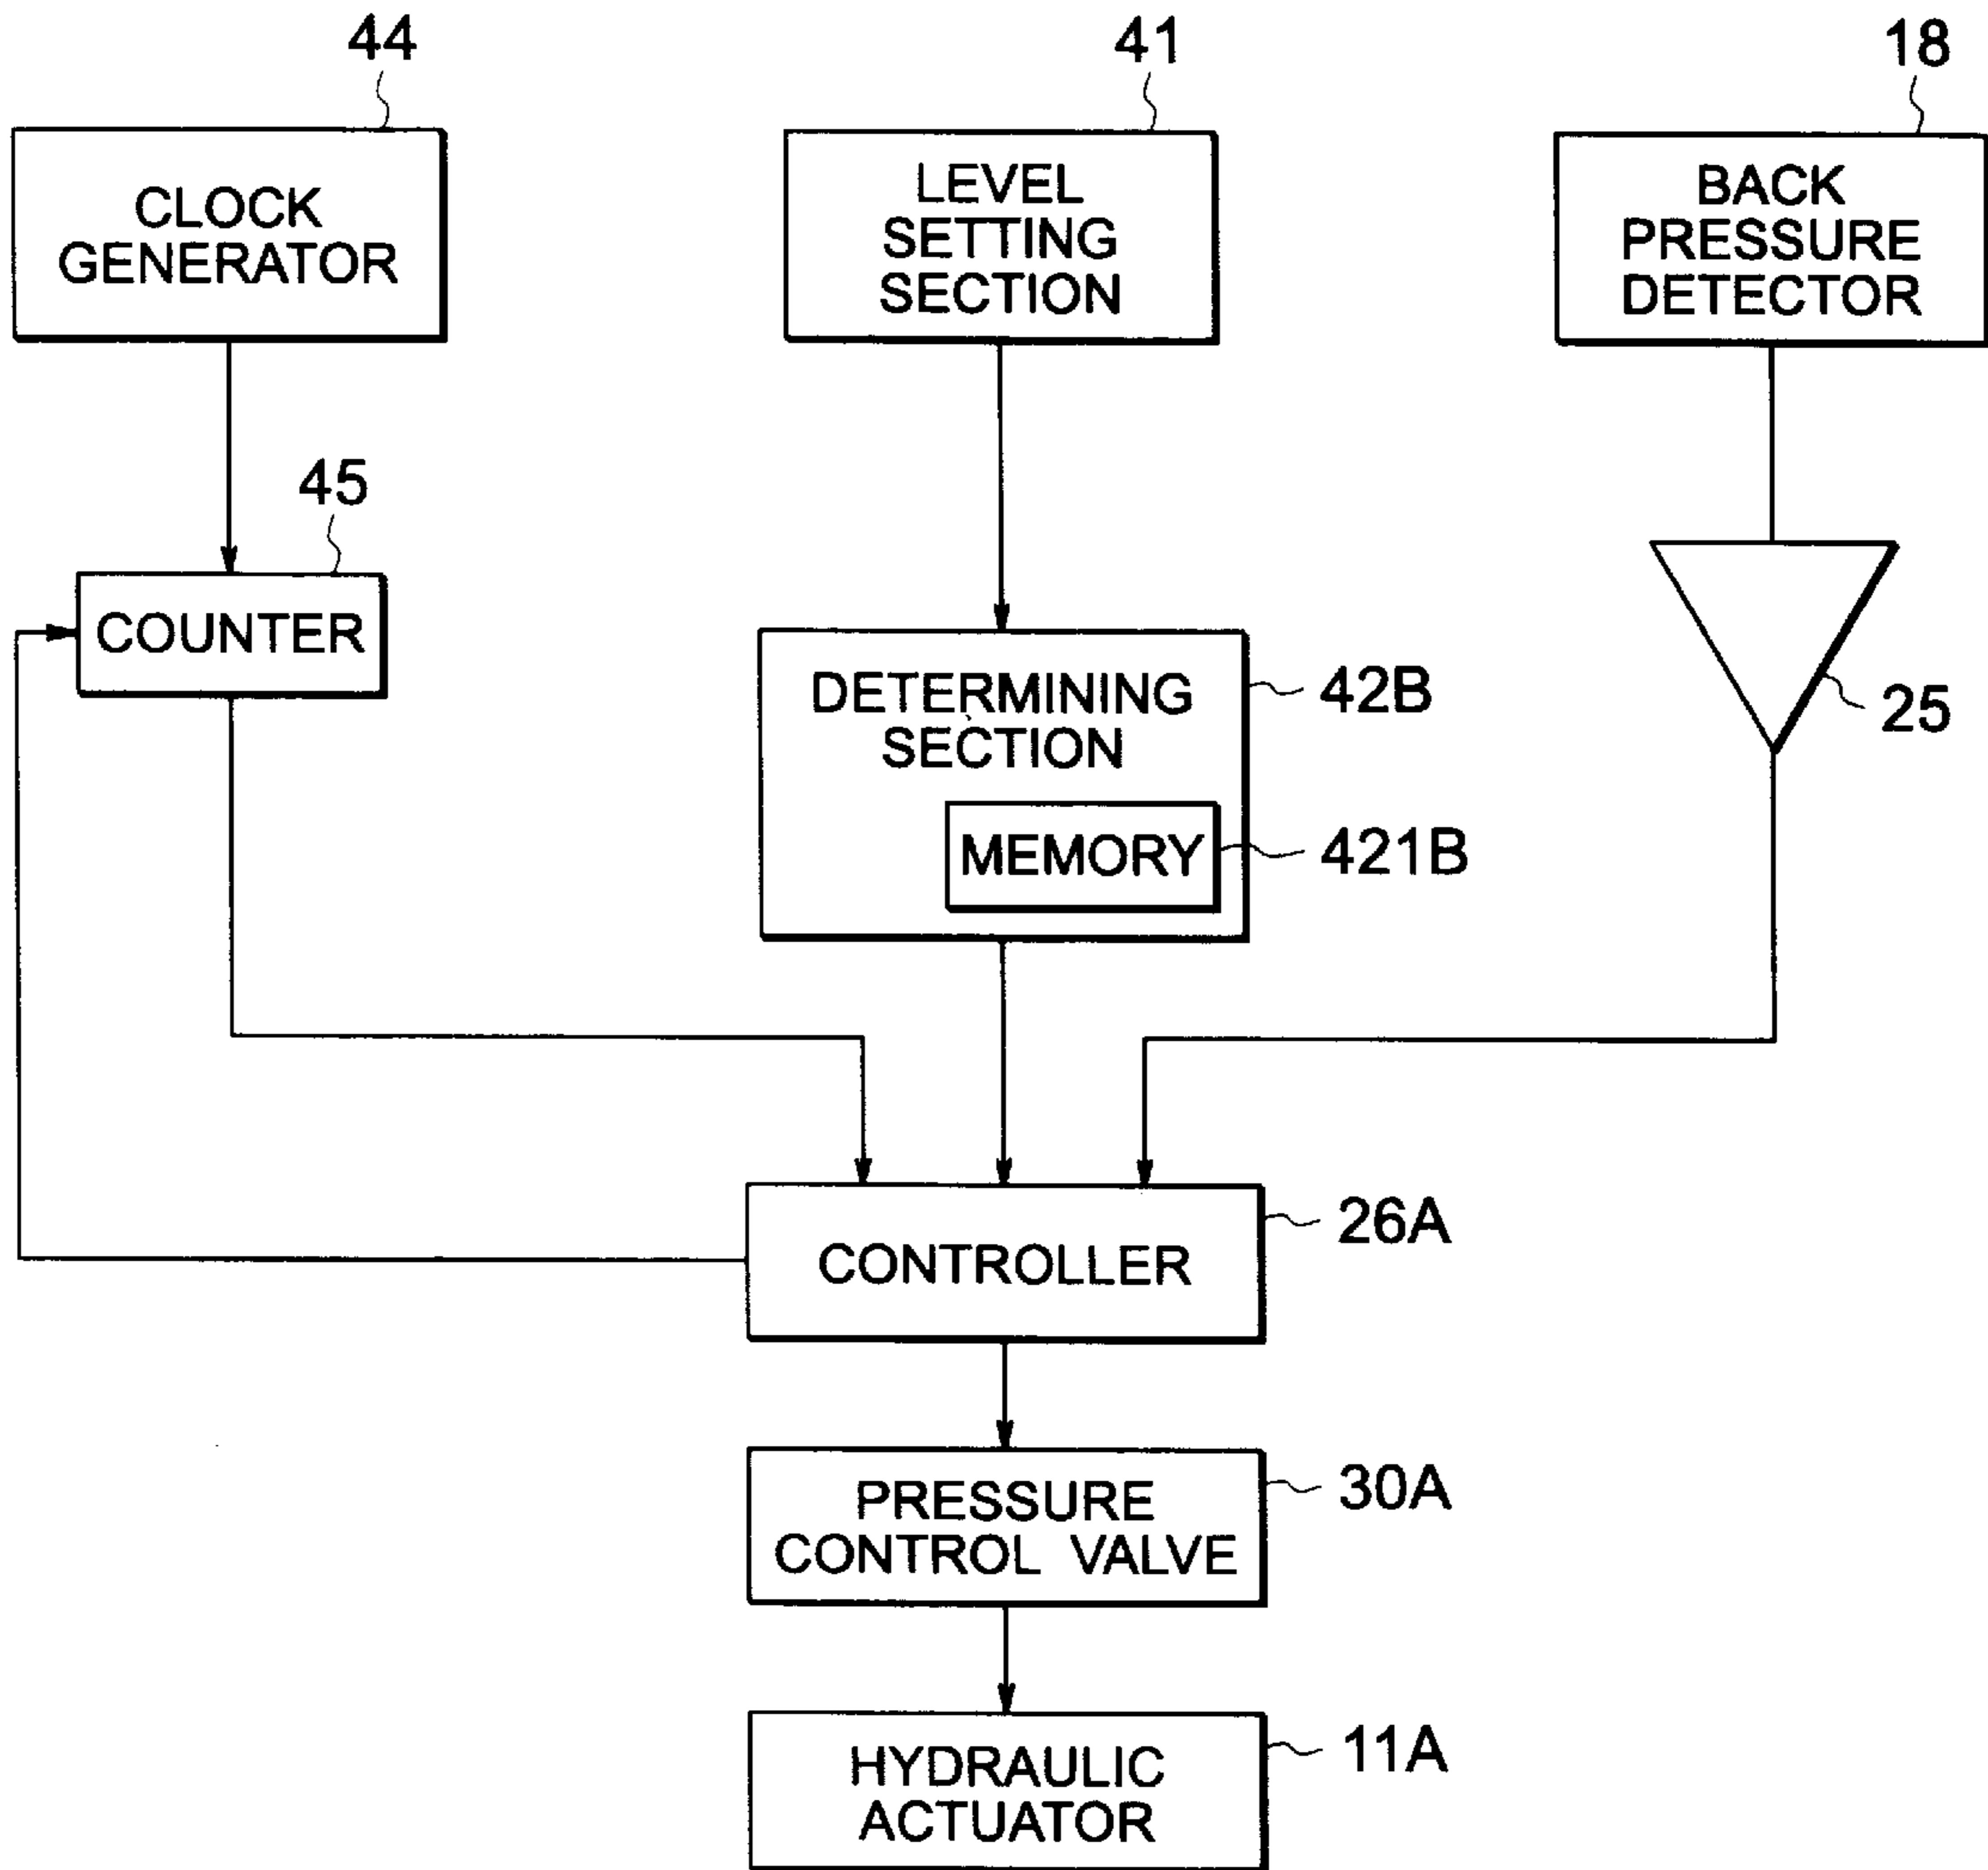 44
41
18
CLOCK
GENERATOR
LEVEL
SETTING
SECTION
BACK
PRESSURE
DETECTOR
45
COUNTER
DETERMINING
SECTION
42B
25
MEMORY
421B
CONTROLLER
26A
PRESSURE
CONTROL VALVE
30A
HYDRAULIC
ACTUATOR
11A